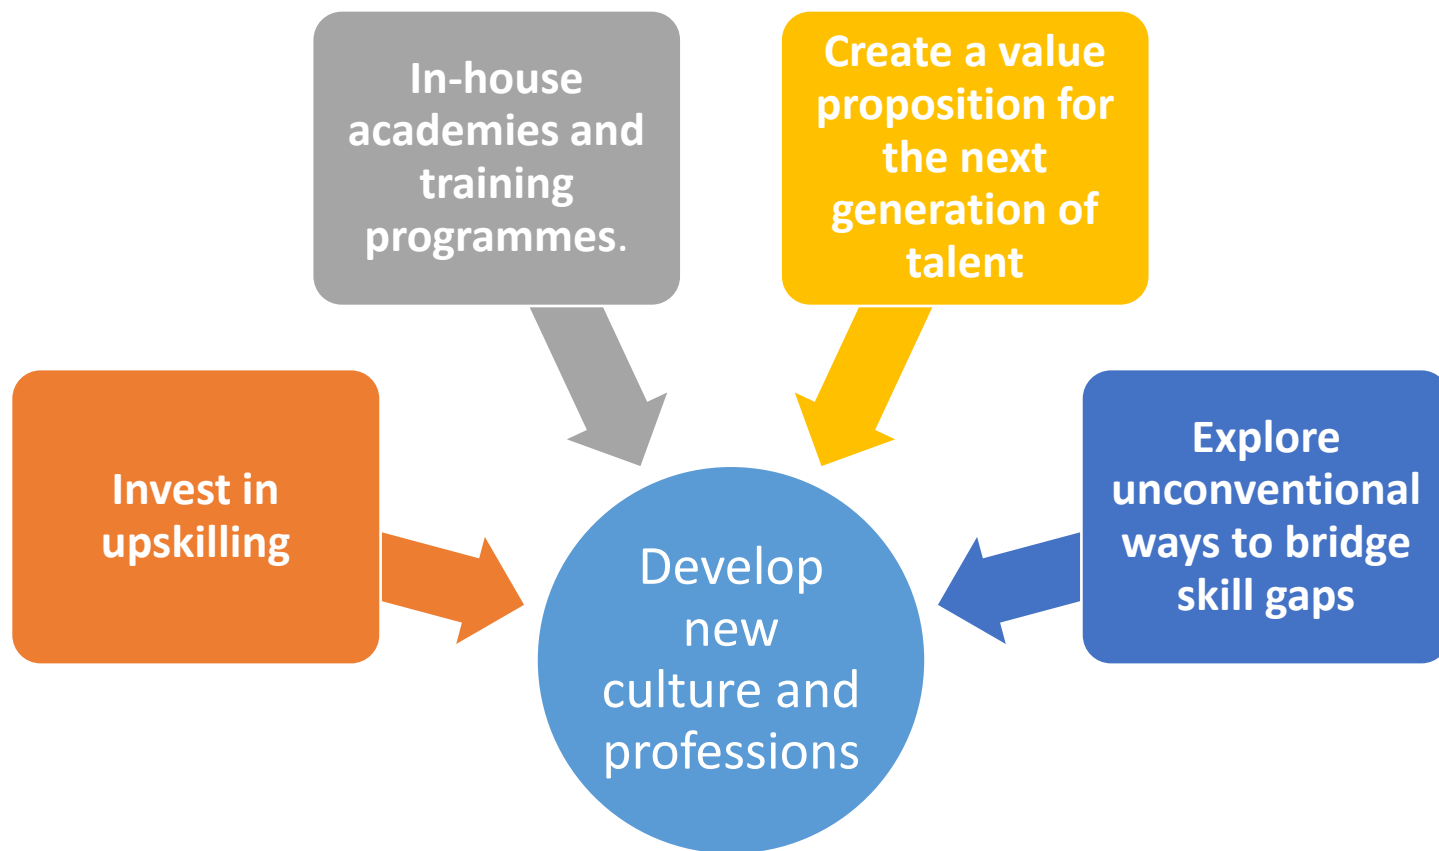 In-house
academies and
training
programmes.
Create a value
proposition for
the next
generation of
talent
Invest in
upskilling
Explore
unconventional
ways to bridge
skill gaps
Develop
new
culture and
professions